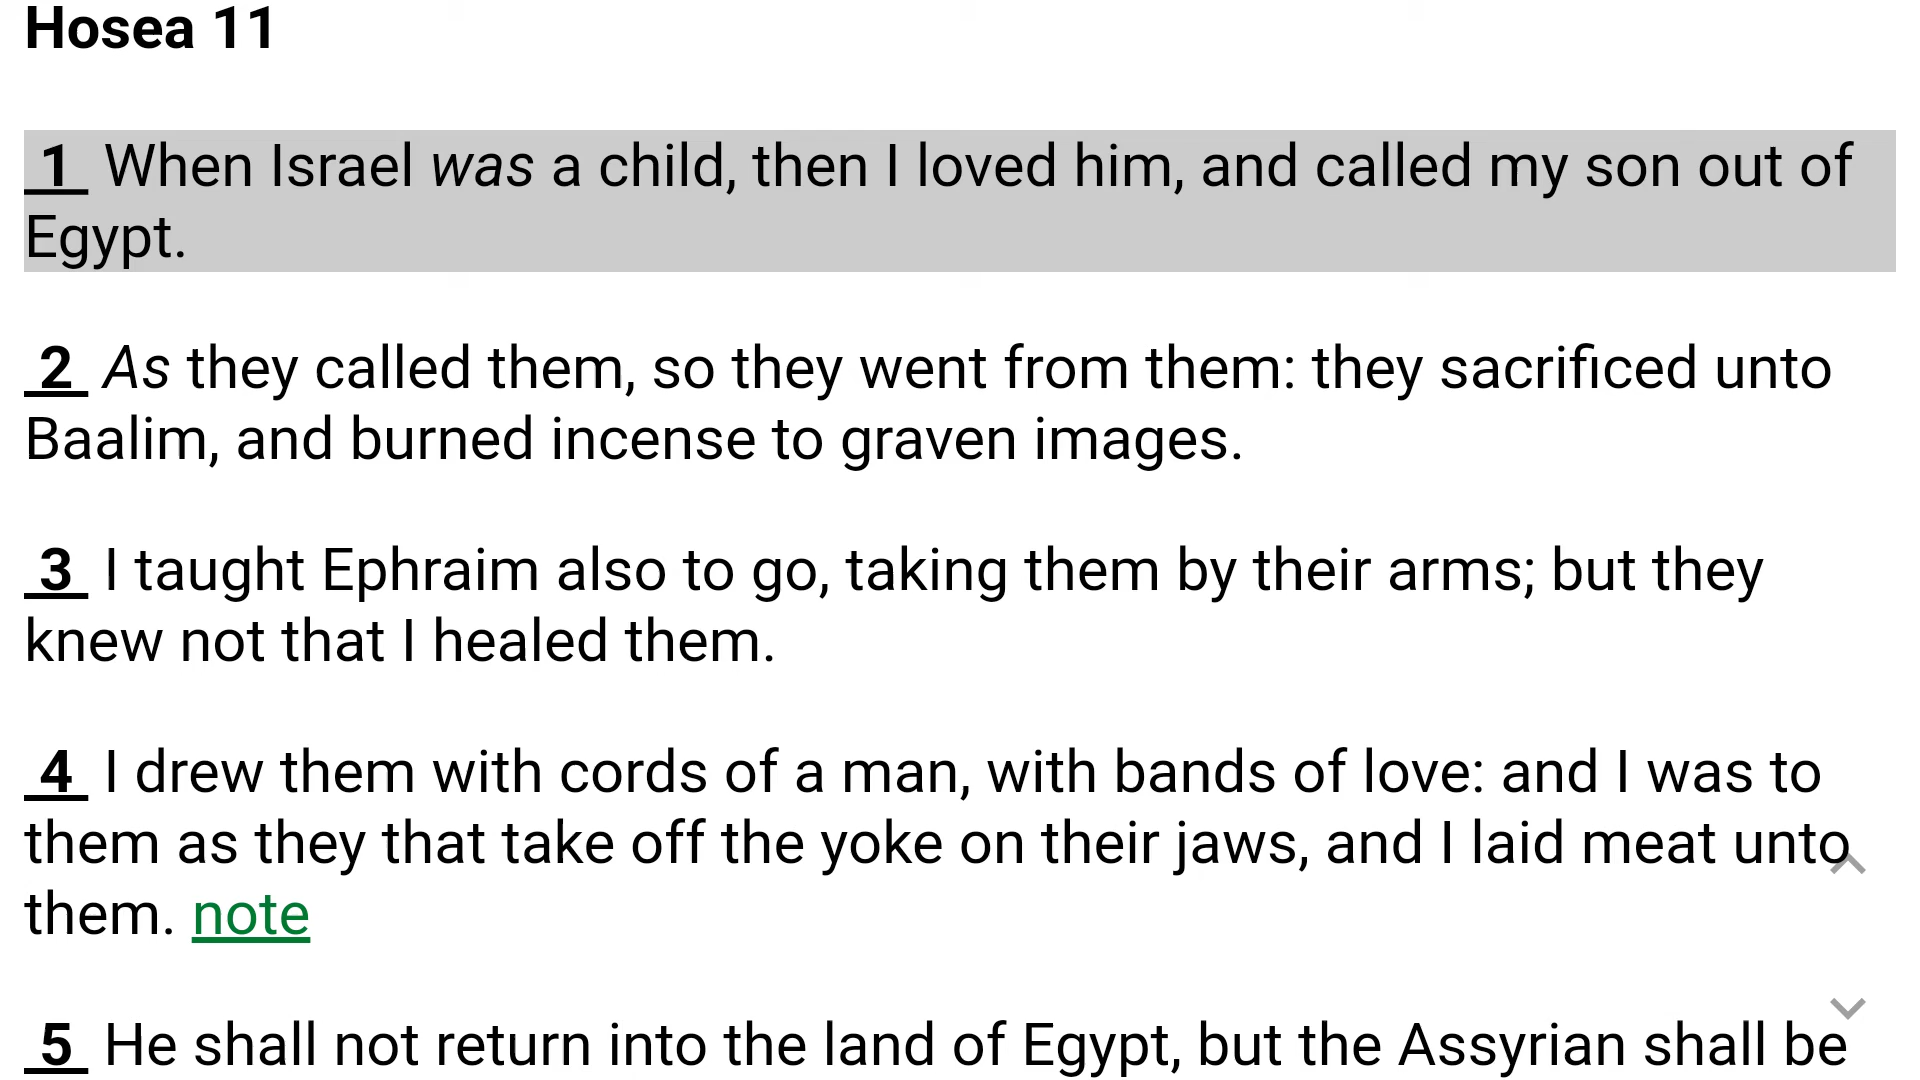 Hosea 11
1 When Israel was a child, then I loved him, and called my son out of
Egypt.
2 As they called them, so they went from them: they sacrificed unto
Baalim, and burned incense to graven images.
3 I taught Ephraim also to go, taking them by their arms; but they
knew not that I healed them.
4 I drew them with cords of a man, with bands of love: and I was to
them as they that take off the yoke on their jaws, and I laid meat unto
them. note
5 He shall not return into the land of Egypt, but the Assyrian shall be